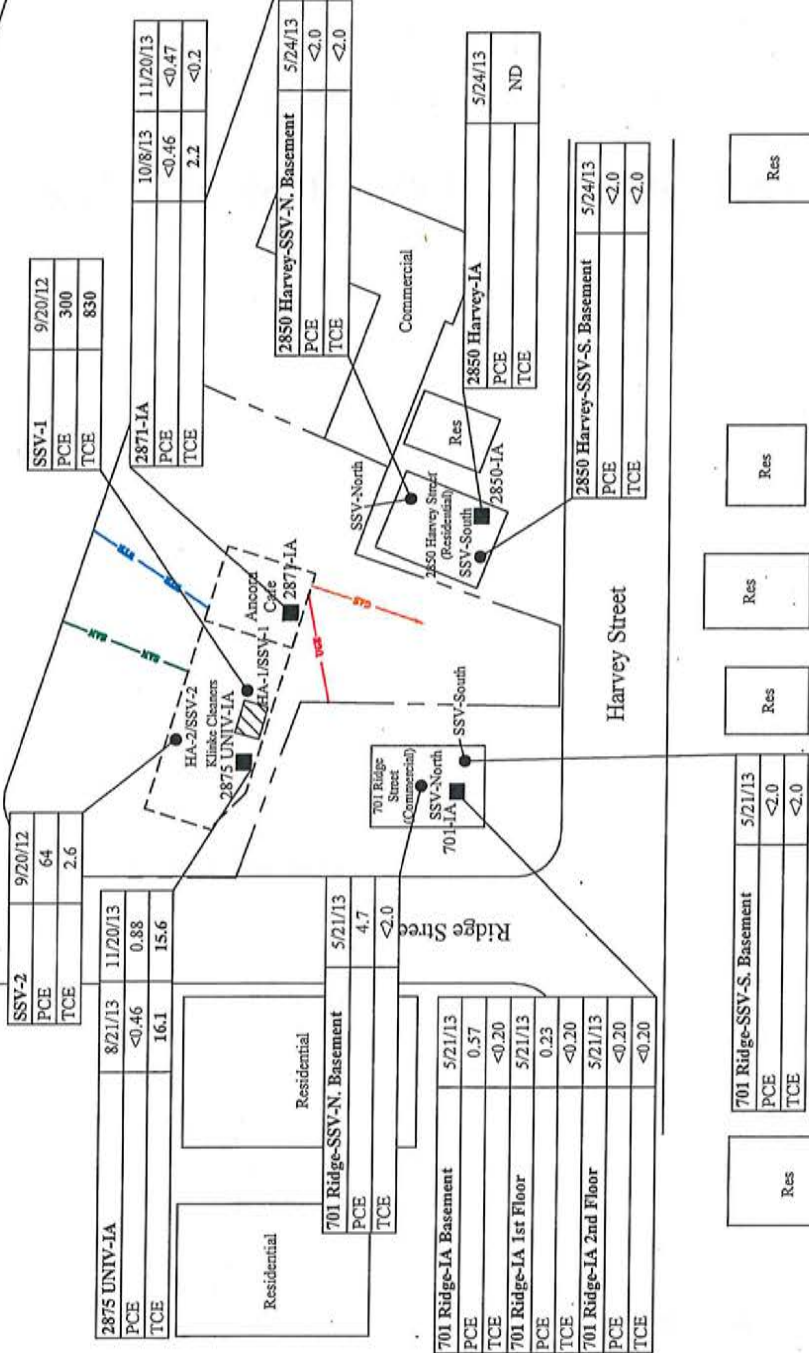 SSV-2 9/20/12
PCE 64
TCE 2.6
2875 UNIV-IA 8/21/13 11/20/13
PCE <0.46 0.88
TCE 16.1 15.6
701 Ridge-SSV-N. Basement 5/21/13
PCE 4.7
TCE <2.0
701 Ridge-IA Basement 5/21/13
PCE 0.57
TCE <0.20
701 Ridge-IA 1st Floor 5/21/13
PCE 0.23
TCE <0.20
701 Ridge-IA 2nd Floor 5/21/13
PCE <0.20
TCE <0.20
701 Ridge-SSV-S. Basement 5/21/13
PCE <2.0
TCE <2.0
SSV-1 9/20/12
PCE 300
TCE 830
2871-IA 10/8/13 11/20/13
PCE <0.46 <0.47
TCE 2.2 <0.2
2850 Harvey-SSV-N. Basement 5/24/13
PCE <2.0
TCE <2.0
2850 Harvey-IA 5/24/13
PCE ND
TCE
2850 Harvey-SSV-S. Basement 5/24/13
PCE <2.0
TCE <2.0
Residential
Residential
Ridge Stree
HA-2/SSV-2
Klinke Cleaners
2875 UNIV-IA
HA-1/SSV-1
Ancora
Cafe
2871-IA
SAN
SAN
WTR
WTR
UGE
GAS
701 Ridge
Street
(Commercial)
SSV-North
701-IA
SSV-South
SSV-North
2850 Harvey Street
(Residential)
SSV-South
2850-IA
Res
Commercial
Harvey Street
Res
Res
Res
Res
Res